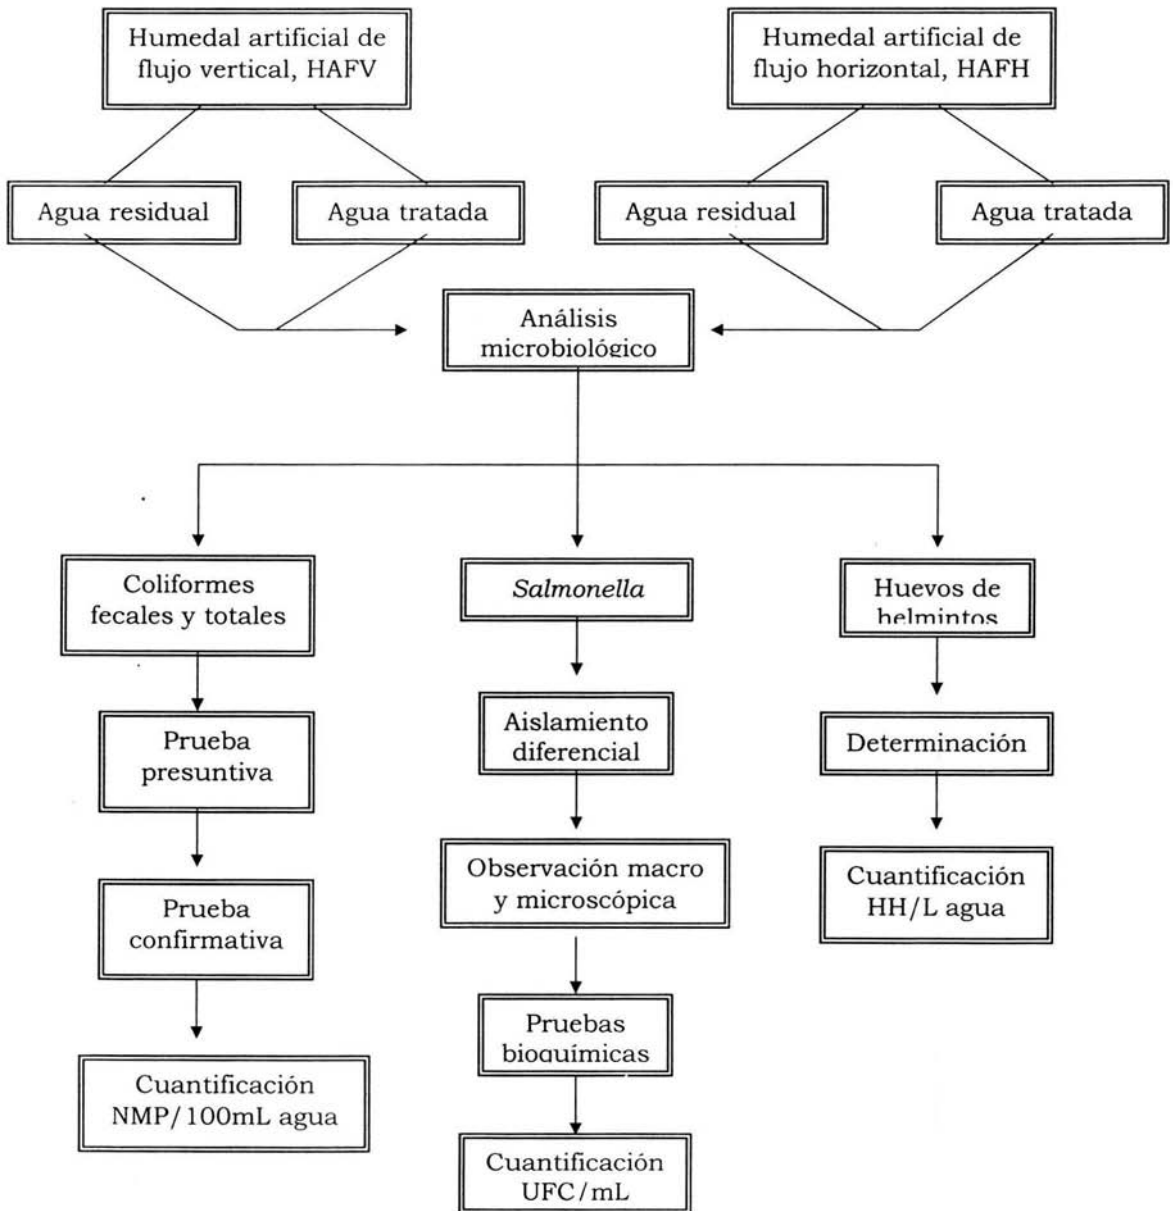 Humedal artificial de
flujo vertical, HAFV
Humedal artificial de
flujo horizontal, HAFH
Agua residual
Agua tratada
Agua residual
Agua tratada
Análisis
microbiológico
Coliformes
fecales y totales
Salmonella
Huevos de
helmintos
Prueba
presuntiva
Aislamiento
diferencial
Determinación
Prueba
confirmativa
Observación macro
y microscópica
Cuantificación
HH/L agua
Pruebas
bioquímicas
Cuantificación
NMP/100mL agua
Cuantificación
UFC/mL